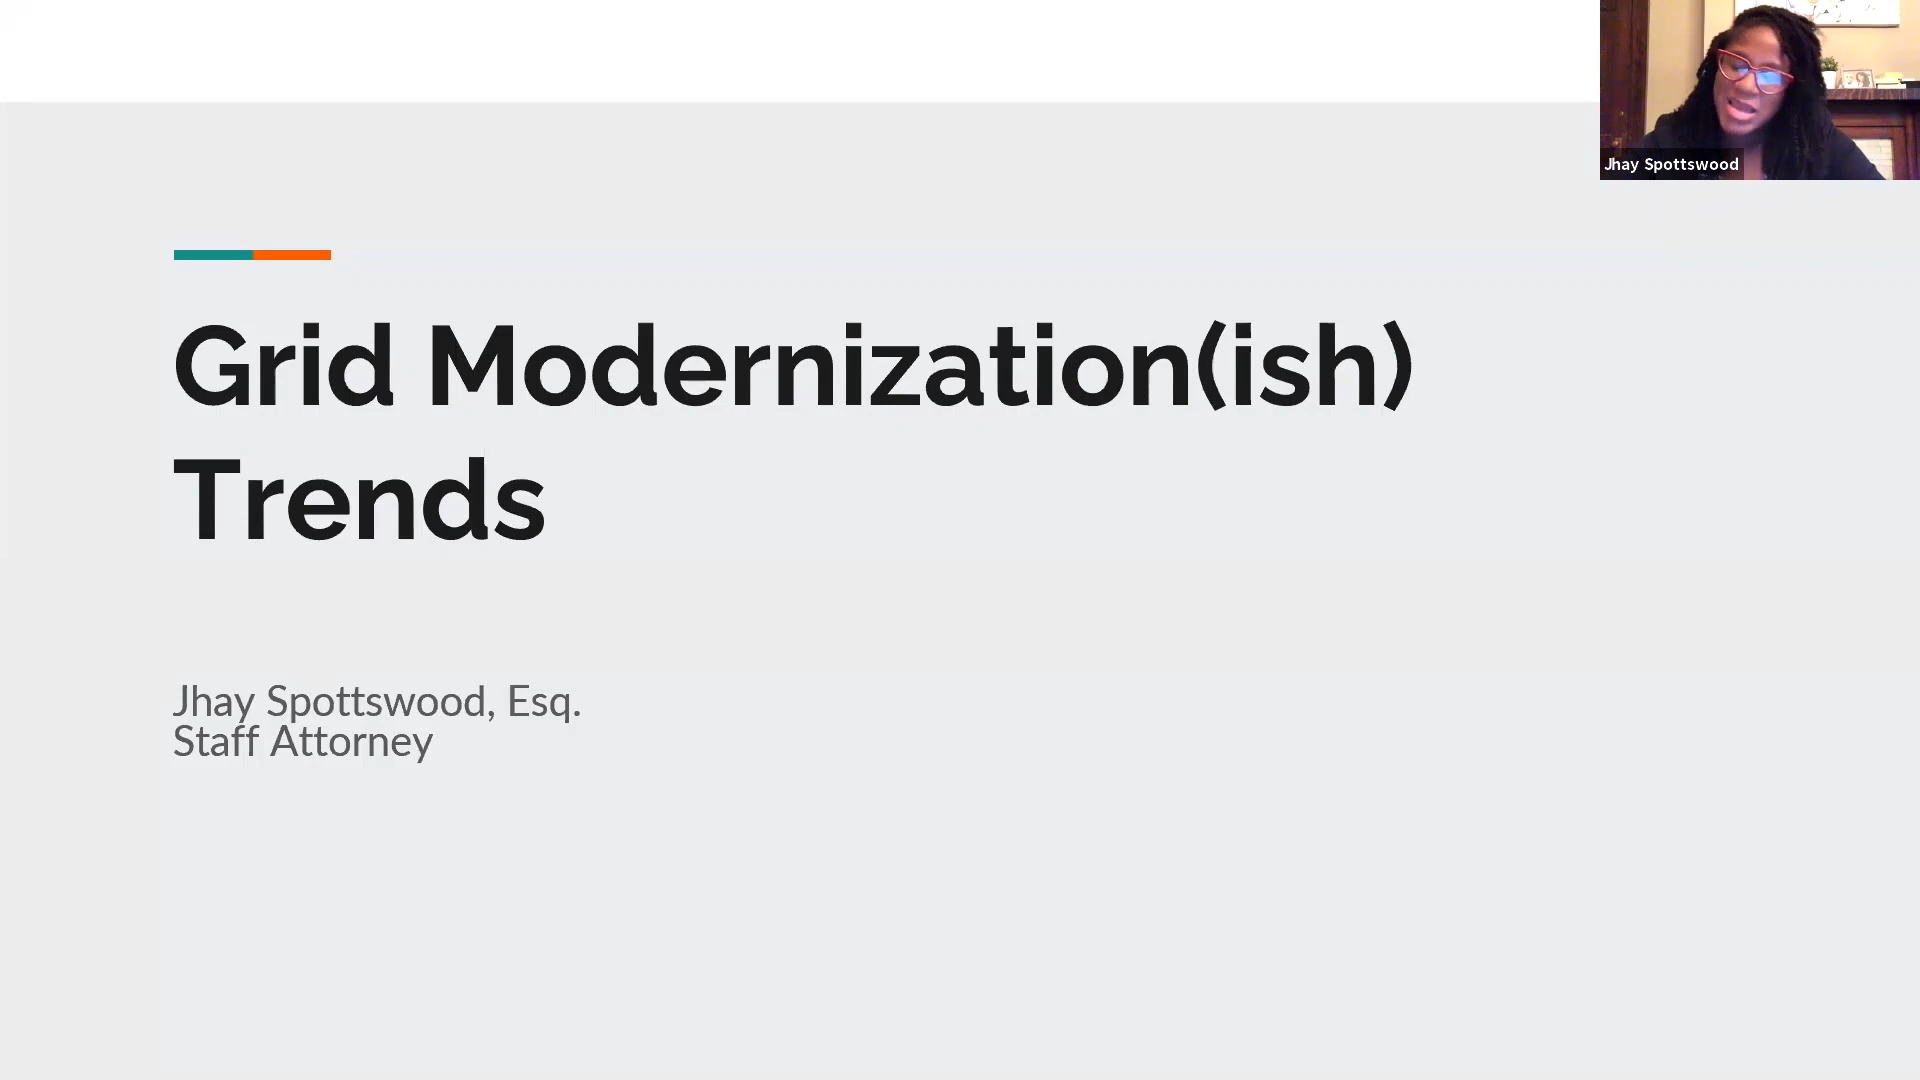 Jhay Spottswood
Grid Modernization(ish)
Trends
Jhay Spottswood, Esq.
Staff Attorney